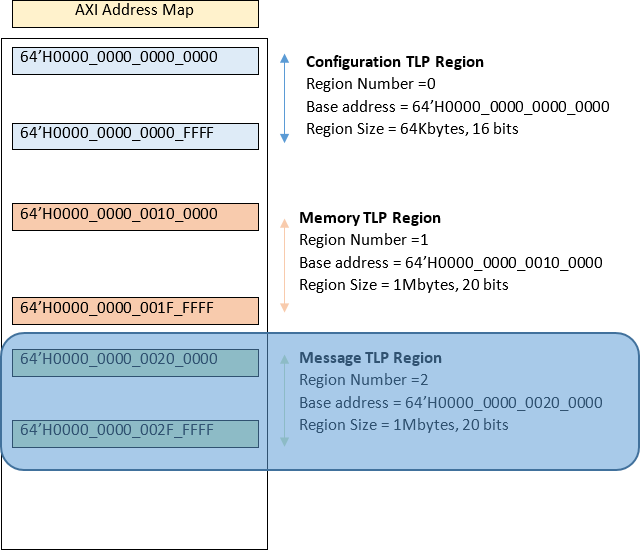 AXI Address Map
64’H0000_0000_0000_0000
64’H0000_0000_0000_FFFF
Configuration TLP Region
Region Number =0
Base address = 64’H0000_0000_0000_0000
Region Size = 64Kbytes, 16 bits
64’H0000_0000_0010_0000
64’H0000_0000_001F_FFFF
Memory TLP Region
Region Number =1
Base address = 64’H0000_0000_0010_0000
Region Size = 1Mbytes, 20 bits
64’H0000_0000_0020_0000
64’H0000_0000_002F_FFFF
Message TLP Region
Region Number =2
Base address = 64’H0000_0000_0020_0000
Region Size = 1Mbytes, 20 bits